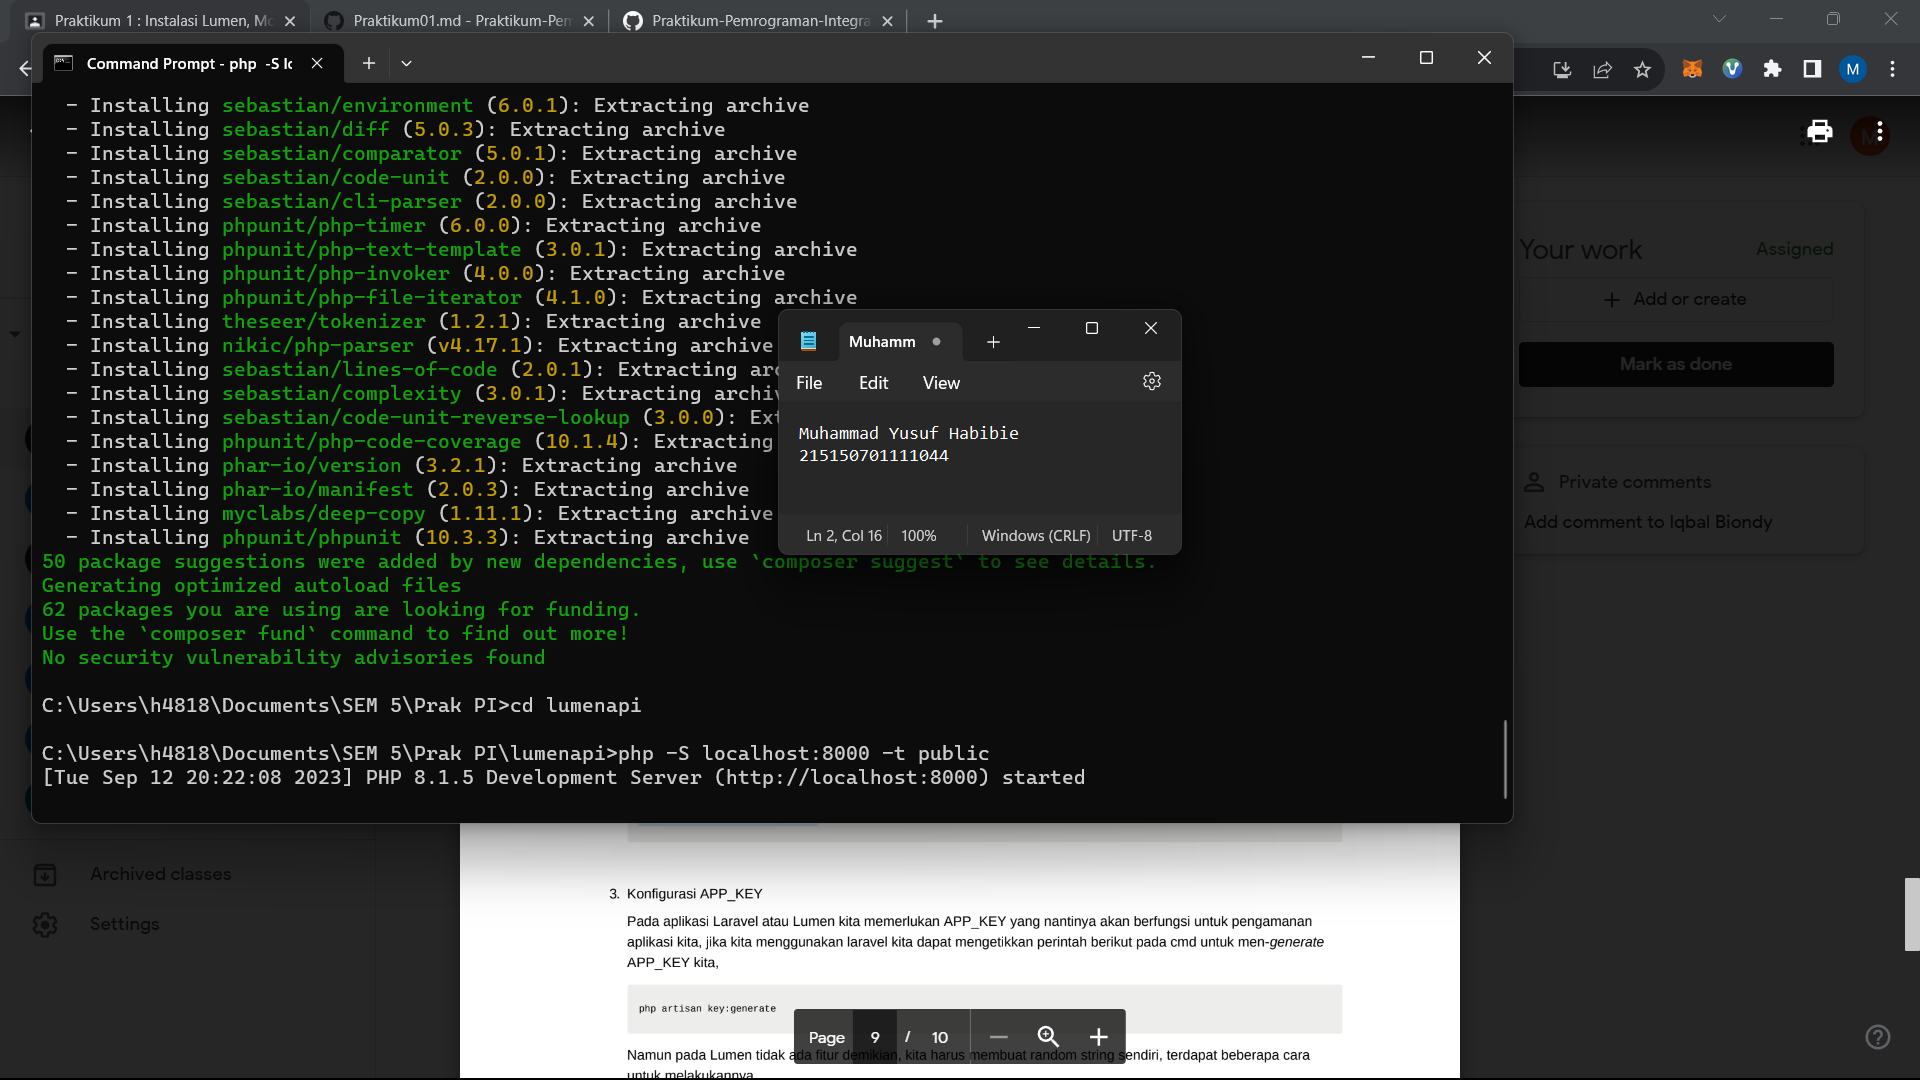 Praktikum 1 : Instalasi Lumen, Mo
Praktikum01.md - Praktikum-Pem
Praktikum-Pemrograman-Integra
Command Prompt - php -S lo
M
- Installing sebastian/environment (6.0.1): Extracting archive
- Installing sebastian/diff (5.0.3): Extracting archive
- Installing sebastian/comparator (5.0.1): Extracting archive
- Installing sebastian/code-unit (2.0.0): Extracting archive
- Installing sebastian/cli-parser (2.0.0): Extracting archive
- Installing phpunit/php-timer (6.0.0): Extracting archive
- Installing phpunit/php-text-template (3.0.1): Extracting archive
- Installing phpunit/php-invoker (4.0.0): Extracting archive
- Installing phpunit/php-file-iterator (4.1.0): Extracting archive
- Installing theseer/tokenizer (1.2.1): Extracting archive
- Installing nikic/php-parser (v4.17.1): Extracting archive
- Installing sebastian/lines-of-code (2.0.1): Extracting arc
- Installing sebastian/complexity (3.0.1): Extracting archiv
- Installing sebastian/code-unit-reverse-lookup (3.0.0): Ext
- Installing phpunit/php-code-coverage (10.1.4): Extracting
- Installing phar-io/version (3.2.1): Extracting archive
- Installing phar-io/manifest (2.0.3): Extracting archive
- Installing myclabs/deep-copy (1.11.1): Extracting archive
- Installing phpunit/phpunit (10.3.3): Extracting archive
50 package suggestions were added by new dependencies, use `composer suggest` to see details.
Generating optimized autoload files
62 packages you are using are looking for funding.
Use the `composer fund` command to find out more!
No security vulnerability advisories found
C:\Users\h4818\Documents\SEM 5\Prak PI>cd lumenapi
C:\Users\h4818\Documents\SEM 5\Prak PI\lumenapi>php -S localhost:8000 -t public
[Tue Sep 12 20:22:08 2023] PHP 8.1.5 Development Server (http://localhost:8000) started
Muhamm
File Edit View
Muhammad Yusuf Habibie
215150701111044
Ln 2, Col 16 100% Windows (CRLF) UTF-8
M
Your work Assigned
+ Add or create
Mark as done
Private comments
Add comment to Iqbal Biondy
Archived classes
Settings
3. Konfigurasi APP_KEY
Pada aplikasi Laravel atau Lumen kita memerlukan APP_KEY yang nantinya akan berfungsi untuk pengamanan
aplikasi kita, jika kita menggunakan laravel kita dapat mengetikkan perintah berikut pada cmd untuk men-generate
APP_KEY kita,
php artisan key:generate
Page 9 / 10
Namun pada Lumen tidak ada fitur demikian, kita harus membuat random string sendiri, terdapat beberapa cara
untuk melakukannya